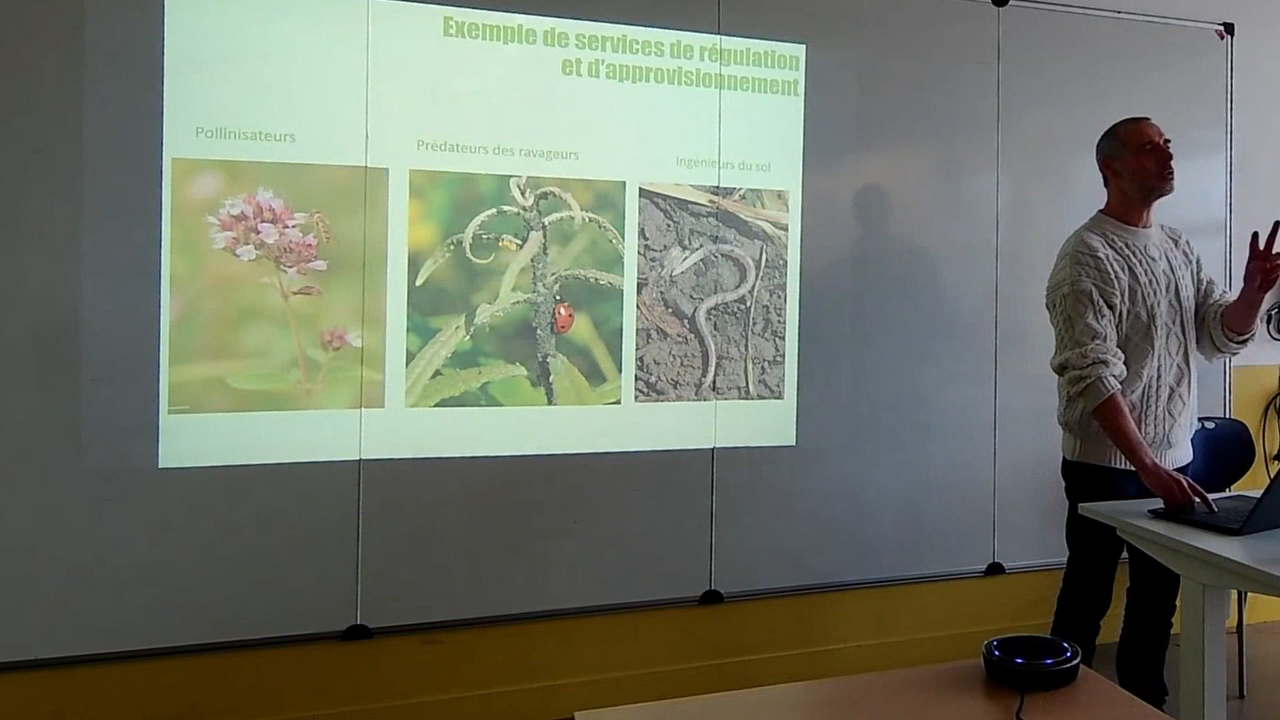 Exemple de services de régulation
et d'approvisionnement
Pollinisateurs
Prédateurs des ravageurs
Ingénieurs du sol